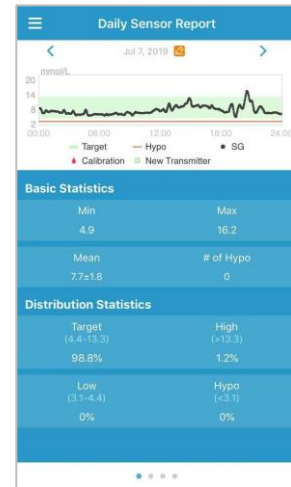 Daily Sensor Report
Jul 7, 2019
mmol/L
20
14
8
2
00:00 06:00 12:00 18:00 24:00
Target Hypo SG
Calibration New Transmitter
Basic Statistics
Min Max
4.9 16.2
Mean # of Hypo
7.7±1.8 0
Distribution Statistics
Target High
(4.4-13.3) (>13.3)
98.8% 1.2%
Low Hypo
(3.1-4.4) (<3.1)
0% 0%